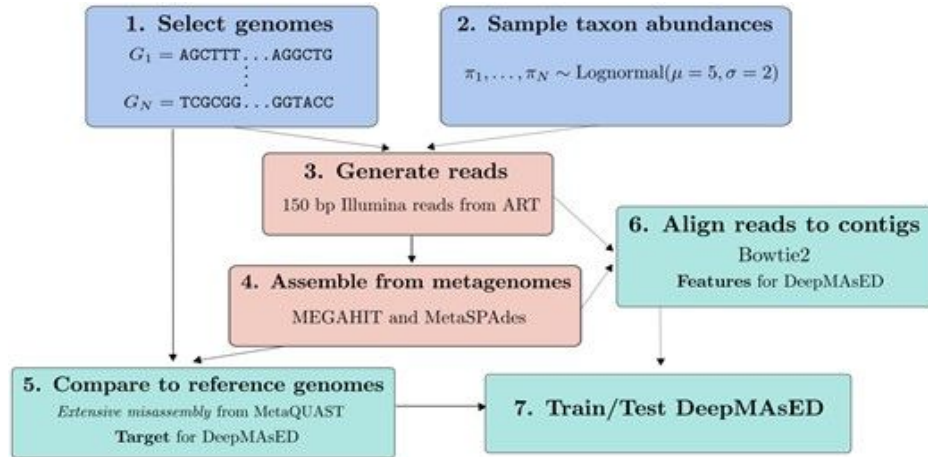 1. Select genomes
G₁ = AGCTTT...AGGCTG
⋮
G_N = TCGCGG...GGTACC
2. Sample taxon abundances
π₁, ..., π_N ∼ Lognormal(μ = 5, σ = 2)
3. Generate reads
150 bp Illumina reads from ART
4. Assemble from metagenomes
MEGAHIT and MetaSPAdes
6. Align reads to contigs
Bowtie2
Features for DeepMAsED
5. Compare to reference genomes
Extensive misassembly from MetaQUAST
Target for DeepMAsED
7. Train/Test DeepMAsED